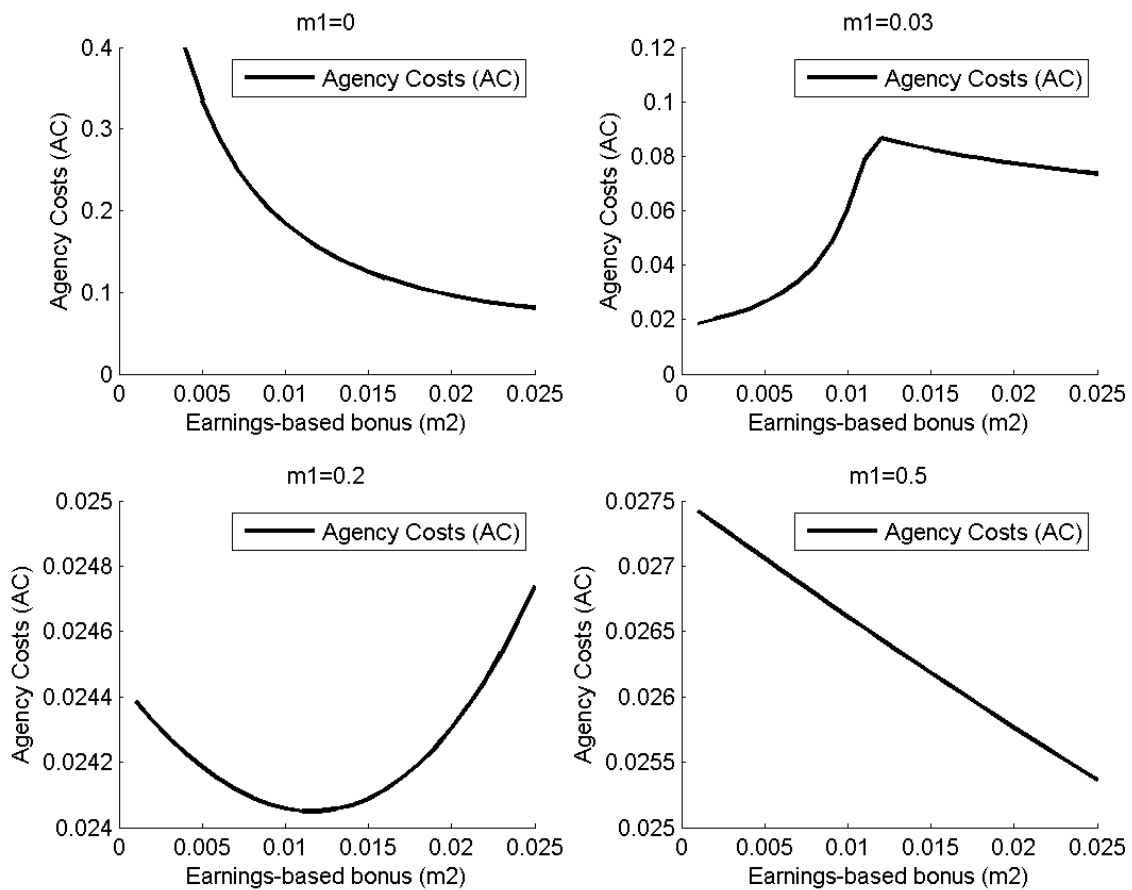 m1=0
0.4
0.3
0.2
0.1
0
Agency Costs (AC)
Agency Costs (AC)
0 0.005 0.01 0.015 0.02 0.025
Earnings-based bonus (m2)
m1=0.03
0.12
0.1
0.08
0.06
0.04
0.02
0
Agency Costs (AC)
Agency Costs (AC)
0 0.005 0.01 0.015 0.02 0.025
Earnings-based bonus (m2)
m1=0.2
0.025
0.0248
0.0246
0.0244
0.0242
0.024
Agency Costs (AC)
Agency Costs (AC)
0 0.005 0.01 0.015 0.02 0.025
Earnings-based bonus (m2)
m1=0.5
0.0275
0.027
0.0265
0.026
0.0255
0.025
Agency Costs (AC)
Agency Costs (AC)
0 0.005 0.01 0.015 0.02 0.025
Earnings-based bonus (m2)